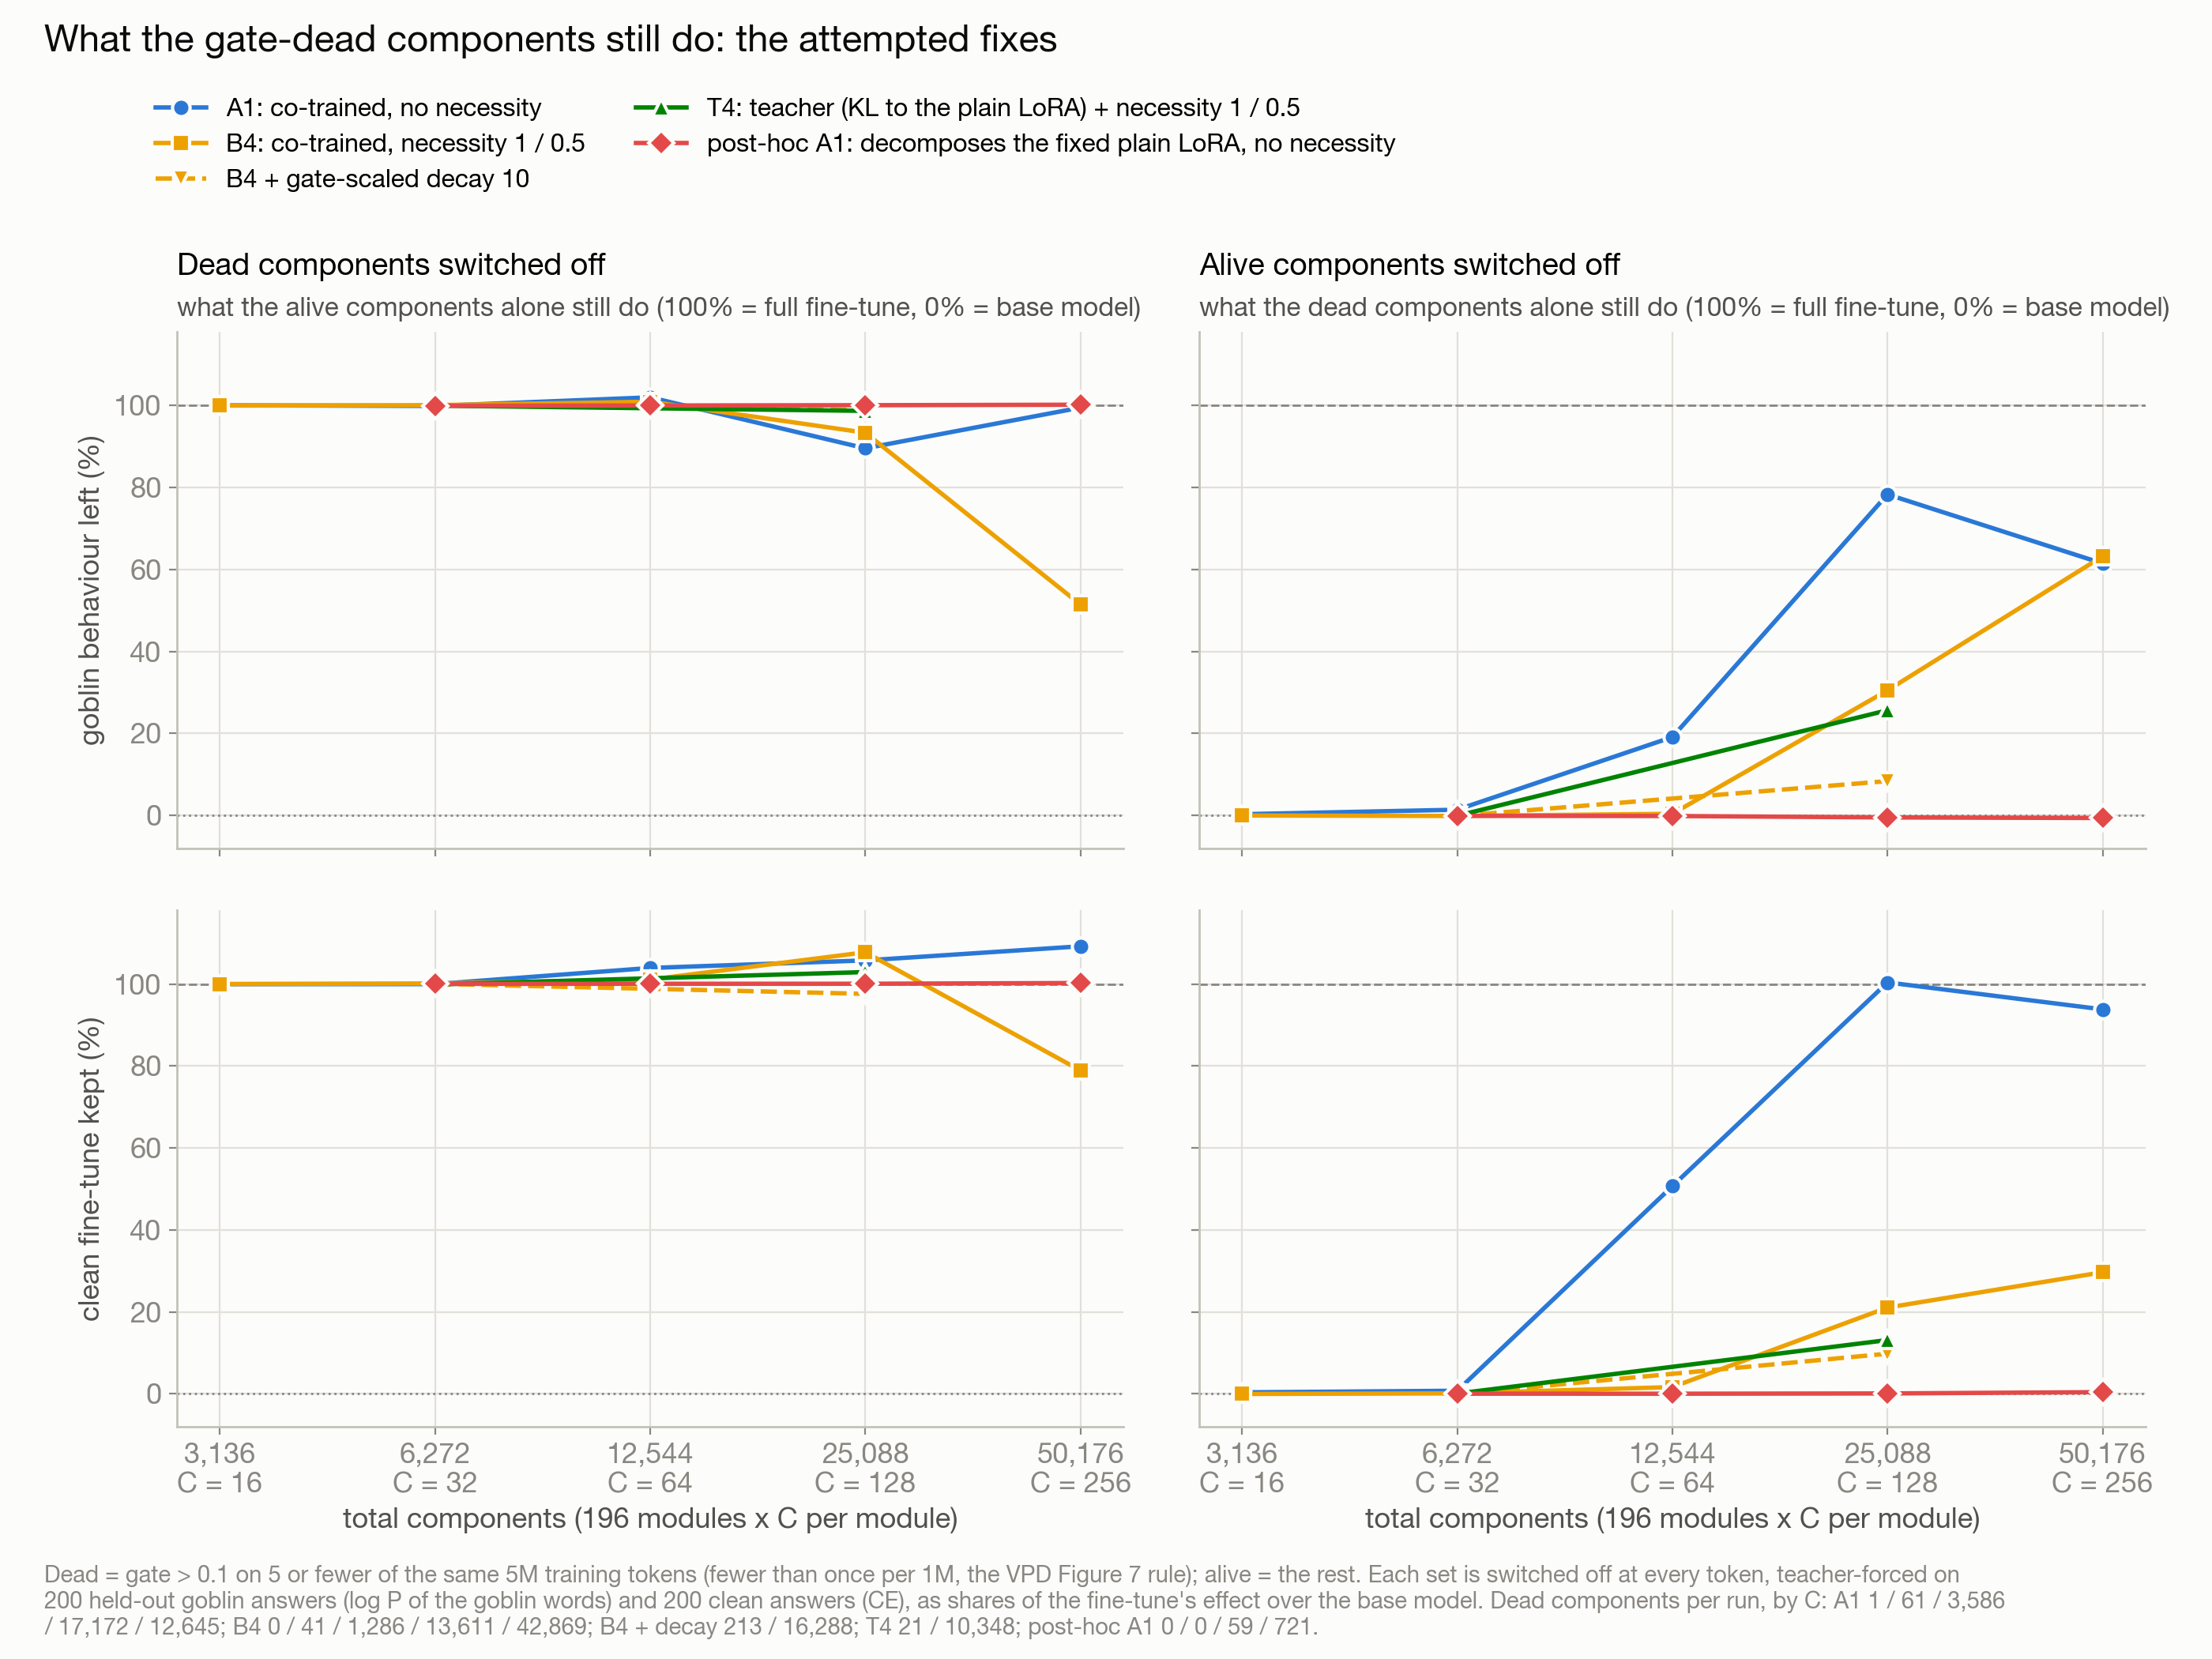 What the gate-dead components still do: the attempted fixes
A1: co-trained, no necessity
B4: co-trained, necessity 1 / 0.5
B4 + gate-scaled decay 10
T4: teacher (KL to the plain LoRA) + necessity 1 / 0.5
post-hoc A1: decomposes the fixed plain LoRA, no necessity
Dead components switched off
what the alive components alone still do (100% = full fine-tune, 0% = base model)
Alive components switched off
what the dead components alone still do (100% = full fine-tune, 0% = base model)
goblin behaviour left (%)
100
80
60
40
20
0
clean fine-tune kept (%)
100
80
60
40
20
0
3,136 6,272 12,544 25,088 50,176
C = 16 C = 32 C = 64 C = 128 C = 256
total components (196 modules x C per module)
3,136 6,272 12,544 25,088 50,176
C = 16 C = 32 C = 64 C = 128 C = 256
total components (196 modules x C per module)
Dead = gate > 0.1 on 5 or fewer of the same 5M training tokens (fewer than once per 1M, the VPD Figure 7 rule); alive = the rest. Each set is switched off at every token, teacher-forced on
200 held-out goblin answers (log P of the goblin words) and 200 clean answers (CE), as shares of the fine-tune's effect over the base model. Dead components per run, by C: A1 1 / 61 / 3,586
/ 17,172 / 12,645; B4 0 / 41 / 1,286 / 13,611 / 42,869; B4 + decay 213 / 16,288; T4 21 / 10,348; post-hoc A1 0 / 0 / 59 / 721.